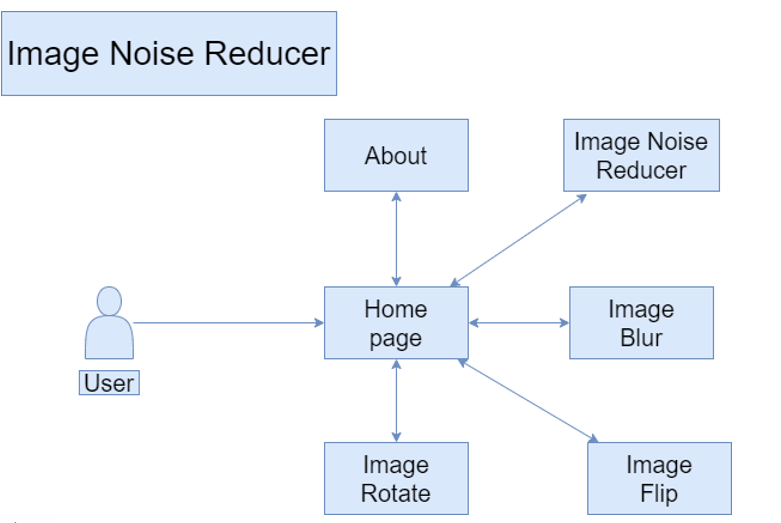 Image Noise Reducer
About
Image Noise
Reducer
Home
page
Image
Blur
User
Image
Rotate
Image
Flip